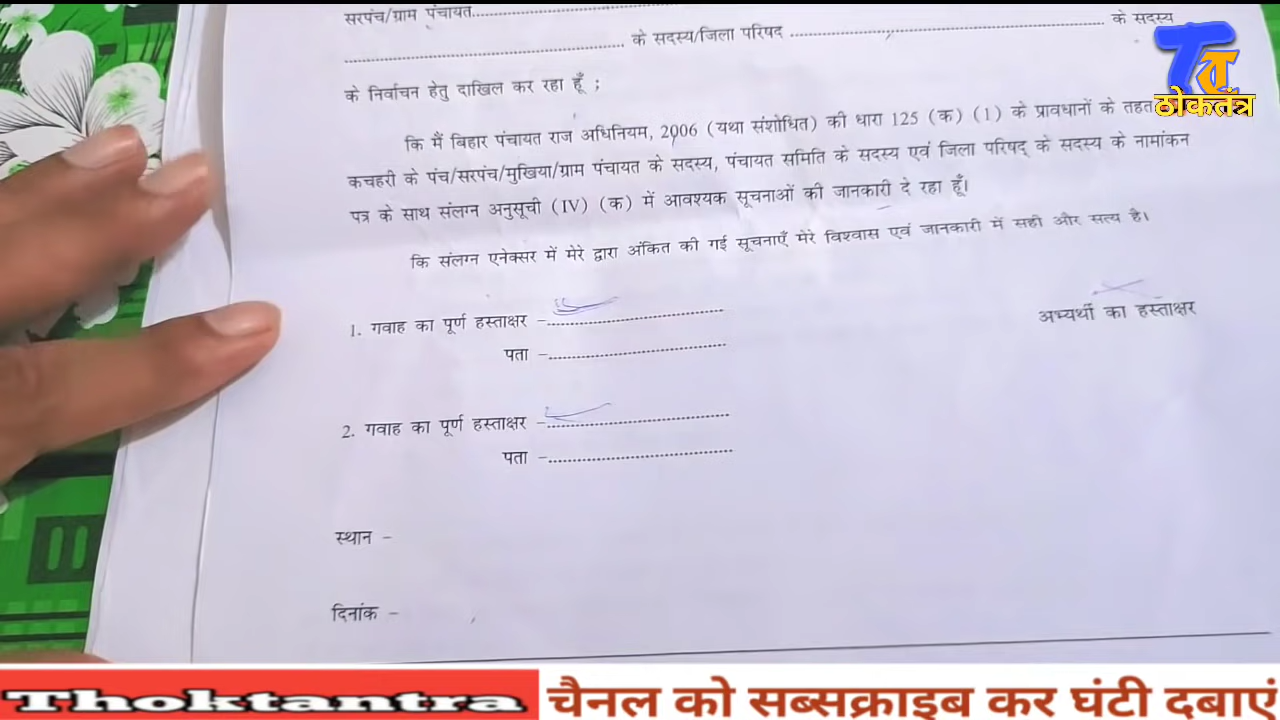 सरपंच/ग्राम पंचायत....................
.................... के सदस्य/जिला परिषद .................... के सदस्य
के निर्वाचन हेतु दाखिल कर रहा हूँ ;
कि मैं बिहार पंचायत राज अधिनियम, 2006 (यथा संशोधित) की धारा 125 (क) (1) के प्रावधानों के तहत
कचहरी के पंच/सरपंच/मुखिया/ग्राम पंचायत के सदस्य, पंचायत समिति के सदस्य एवं जिला परिषद् के सदस्य के नामांकन
पत्र के साथ संलग्न अनुसूची (IV) (क) में आवश्यक सूचनाओं की जानकारी दे रहा हूँ।
कि संलग्न एनेक्सर में मेरे द्वारा अंकित की गई सूचनाएँ मेरे विश्वास एवं जानकारी में सही और सत्य है।
1. गवाह का पूर्ण हस्ताक्षर –....................
अभ्यर्थी का हस्ताक्षर
पता –....................
2. गवाह का पूर्ण हस्ताक्षर –....................
पता –....................
स्थान –
दिनांक –
TT
ठोकतंत्र
Thoktantra चैनल को सब्सक्राइब कर घंटी दबाएं